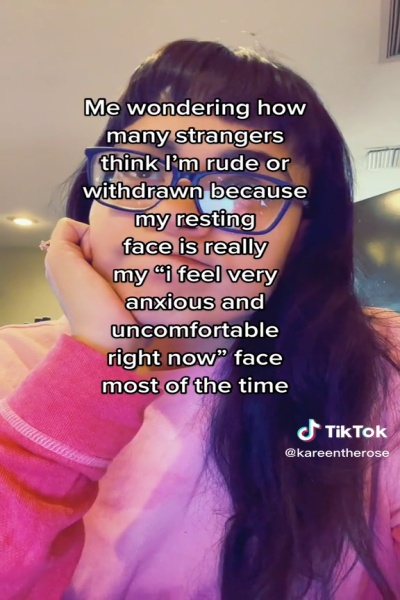 Me wondering how
many strangers
think I'm rude or
withdrawn because
my resting
face is really
my “i feel very
anxious and
uncomfortable
right now” face
most of the time
TikTok
@kareentherose